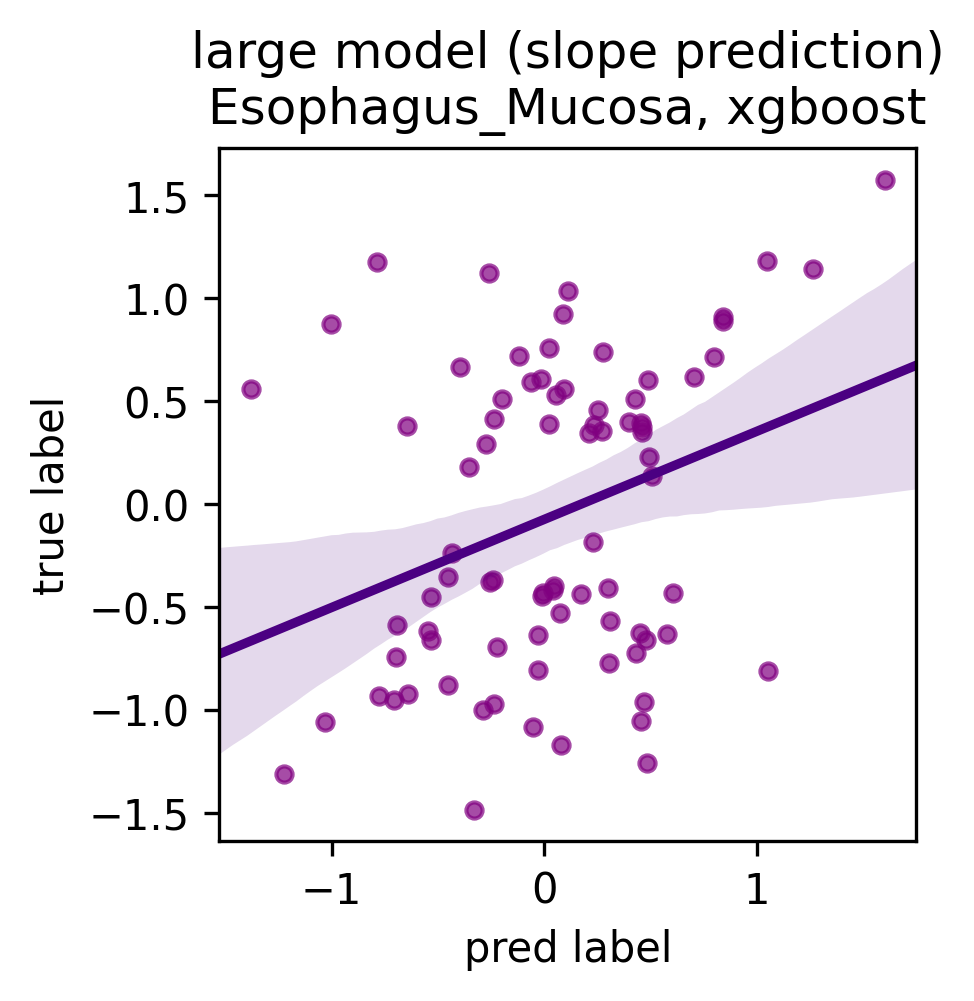 large model (slope prediction)
Esophagus_Mucosa, xgboost
1.5
1.0
0.5
0.0
−0.5
−1.0
−1.5
true label
−1
0
1
pred label